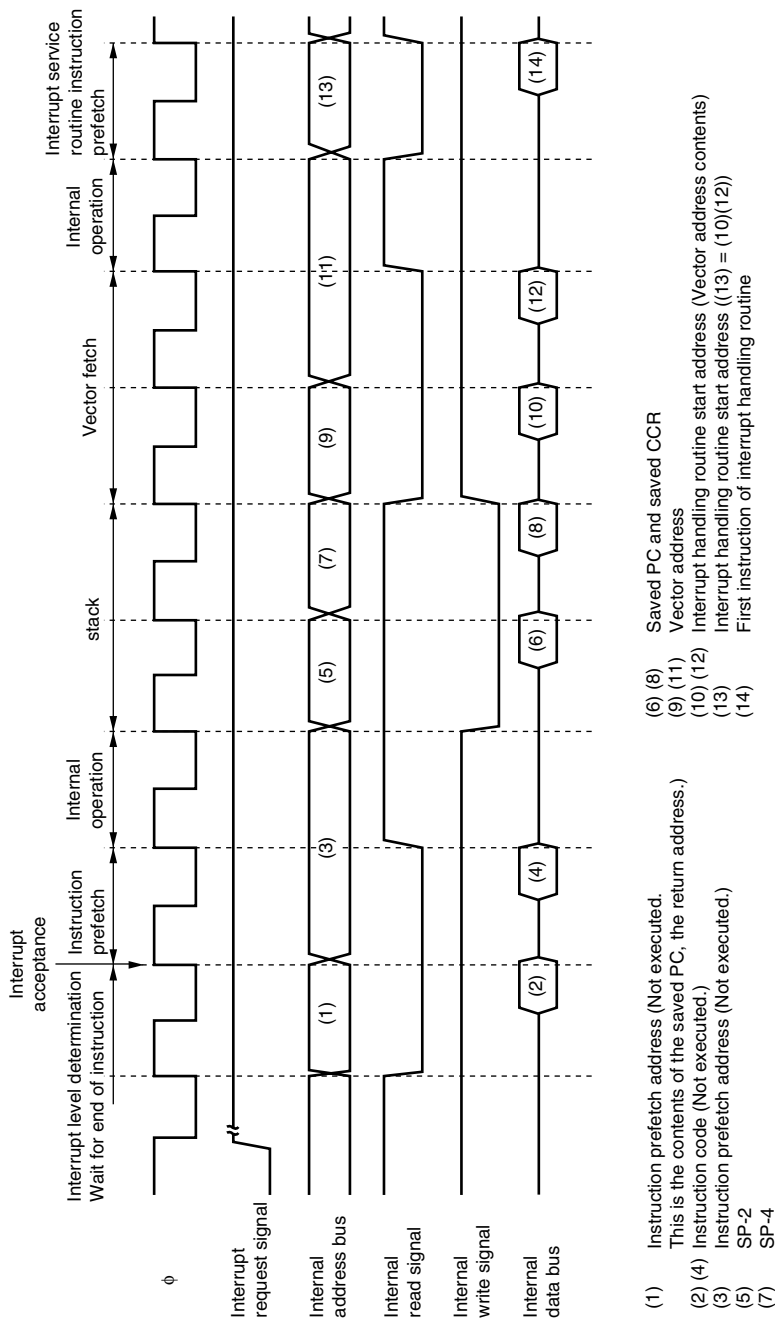 Interrupt
acceptance
Interrupt level determination
Wait for end of instruction
Instruction
prefetch
Internal
operation
stack
Vector fetch
Internal
operation
Interrupt service
routine instruction
prefetch
φ
Interrupt
request signal
Internal
address bus
(1)
(3)
(5)
(7)
(9)
(11)
(13)
Internal
read signal
Internal
write signal
Internal
data bus
(2)
(4)
(6)
(8)
(10)
(12)
(14)
(1) Instruction prefetch address (Not executed.
This is the contents of the saved PC, the return address.)
(2) (4) Instruction code (Not executed.)
(3) Instruction prefetch address (Not executed.)
(5) SP-2
(7) SP-4
(6) (8) Saved PC and saved CCR
(9) (11) Vector address
(10) (12) Interrupt handling routine start address (Vector address contents)
(13) Interrupt handling routine start address ((13) = (10)(12))
(14) First instruction of interrupt handling routine